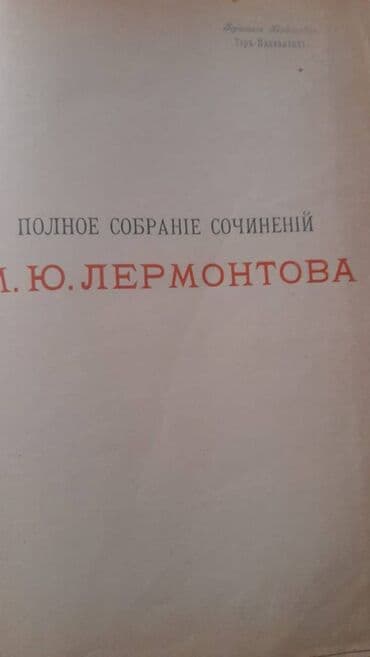 ПОЛНОЕ СОБРАНІЕ СОЧИНЕНІЙ
М. Ю. ЛЕРМОНТОВА